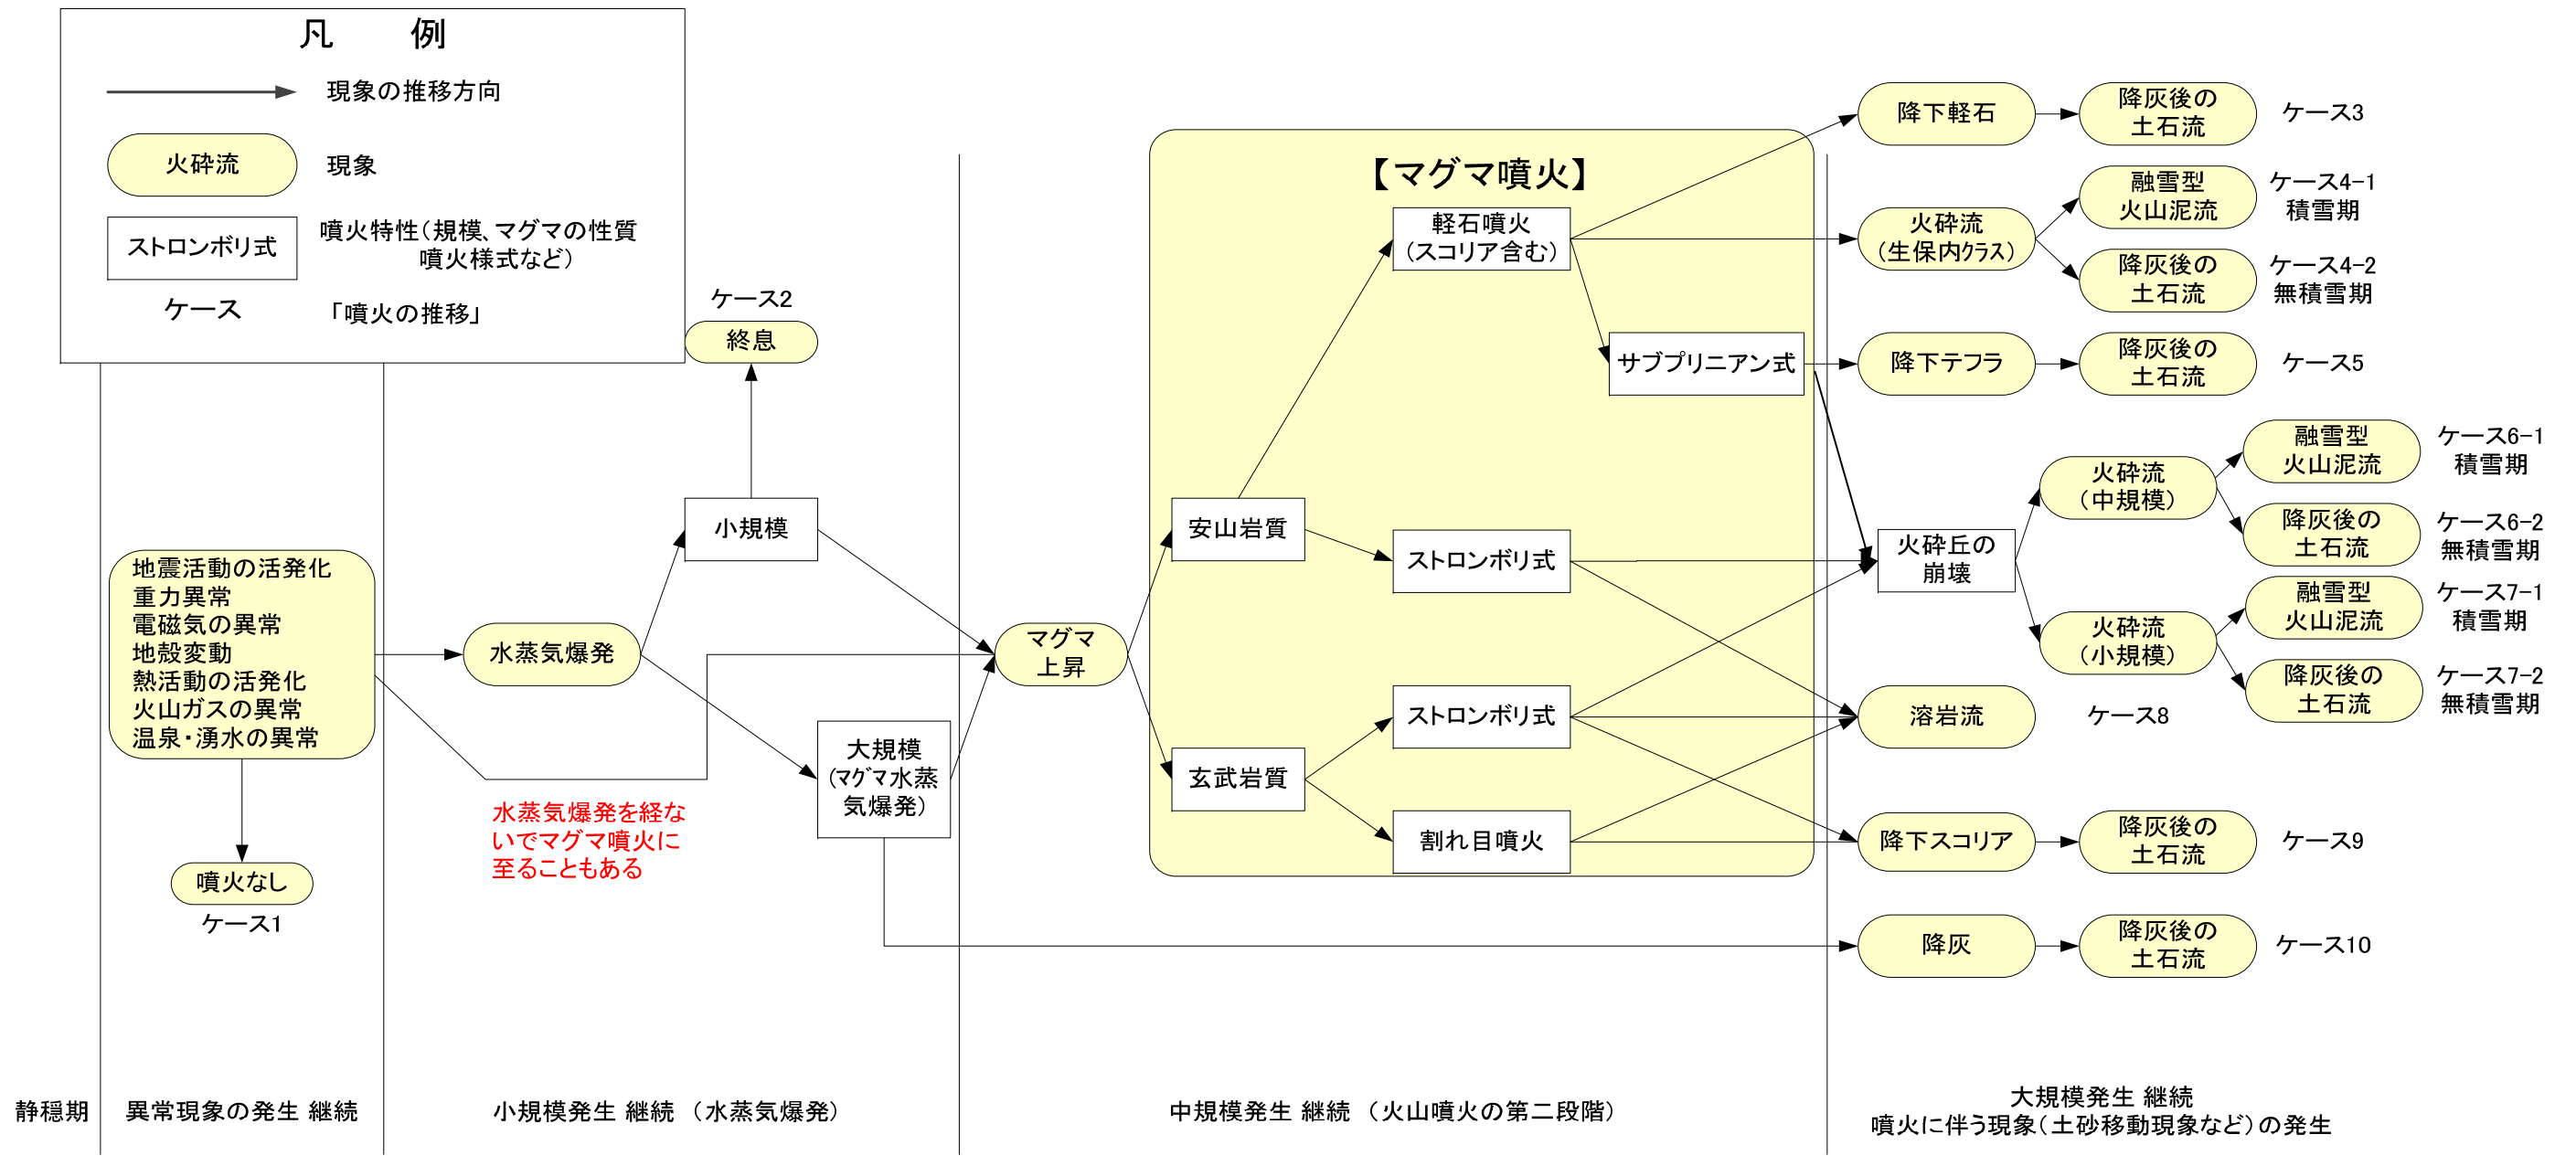 凡　例
現象の推移方向
火砕流
現象
ストロンボリ式
噴火特性（規模、マグマの性質
噴火様式など）
ケース
「噴火の推移」
ケース2
終息
小規模
地震活動の活発化
重力異常
電磁気の異常
地殻変動
熱活動の活発化
火山ガスの異常
温泉・湧水の異常
水蒸気爆発
大規模
(ﾏｸﾞﾏ水蒸
気爆発)
水蒸気爆発を経な
いでマグマ噴火に
至ることもある
噴火なし
ケース1
マグマ
上昇
【マグマ噴火】
軽石噴火
（スコリア含む）
サブプリニアン式
安山岩質
ストロンボリ式
ストロンボリ式
玄武岩質
割れ目噴火
降下軽石
降灰後の
土石流
ケース3
火砕流
（生保内ｸﾗｽ）
融雪型
火山泥流
ケース4-1
積雪期
降灰後の
土石流
ケース4-2
無積雪期
降下テフラ
降灰後の
土石流
ケース5
火砕丘の
崩壊
火砕流
（中規模）
融雪型
火山泥流
ケース6-1
積雪期
降灰後の
土石流
ケース6-2
無積雪期
火砕流
（小規模）
融雪型
火山泥流
ケース7-1
積雪期
降灰後の
土石流
ケース7-2
無積雪期
溶岩流
ケース8
降下スコリア
降灰後の
土石流
ケース9
降灰
降灰後の
土石流
ケース10
静穏期
異常現象の発生 継続
小規模発生 継続 （水蒸気爆発）
中規模発生 継続 （火山噴火の第二段階）
大規模発生 継続
噴火に伴う現象（土砂移動現象など）の発生